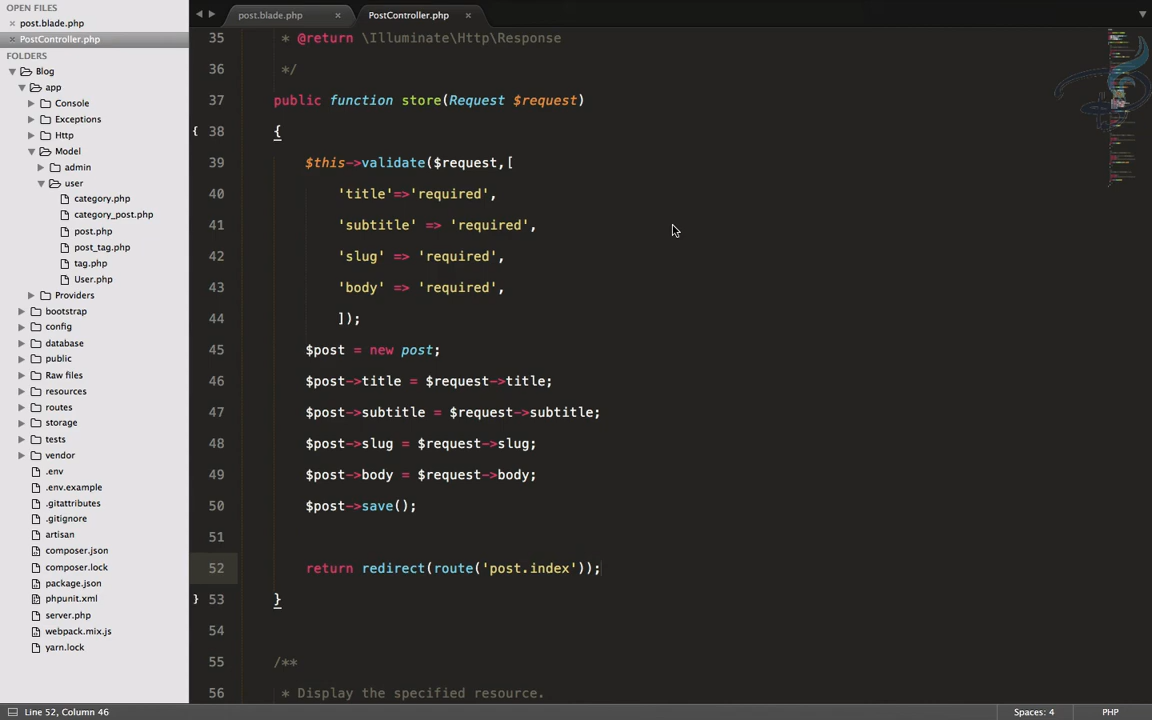 OPEN FILES
× post.blade.php
× PostController.php
FOLDERS
Blog
app
Console
Exceptions
Http
Model
admin
user
category.php
category_post.php
post.php
post_tag.php
tag.php
User.php
Providers
bootstrap
config
database
public
Raw files
resources
routes
storage
tests
vendor
.env
.env.example
.gitattributes
.gitignore
artisan
composer.json
composer.lock
package.json
phpunit.xml
server.php
webpack.mix.js
yarn.lock
post.blade.php × PostController.php ×
35 * @return \Illuminate\Http\Response
36 */
37 public function store(Request $request)
{ 38 {
39 $this->validate($request,[
40 'title'=>'required',
41 'subtitle' => 'required',
42 'slug' => 'required',
43 'body' => 'required',
44 ]);
45 $post = new post;
46 $post->title = $request->title;
47 $post->subtitle = $request->subtitle;
48 $post->slug = $request->slug;
49 $post->body = $request->body;
50 $post->save();
51
52 return redirect(route('post.index'));
} 53 }
54
55 /**
56 * Display the specified resource.
Line 52, Column 46 Spaces: 4 PHP